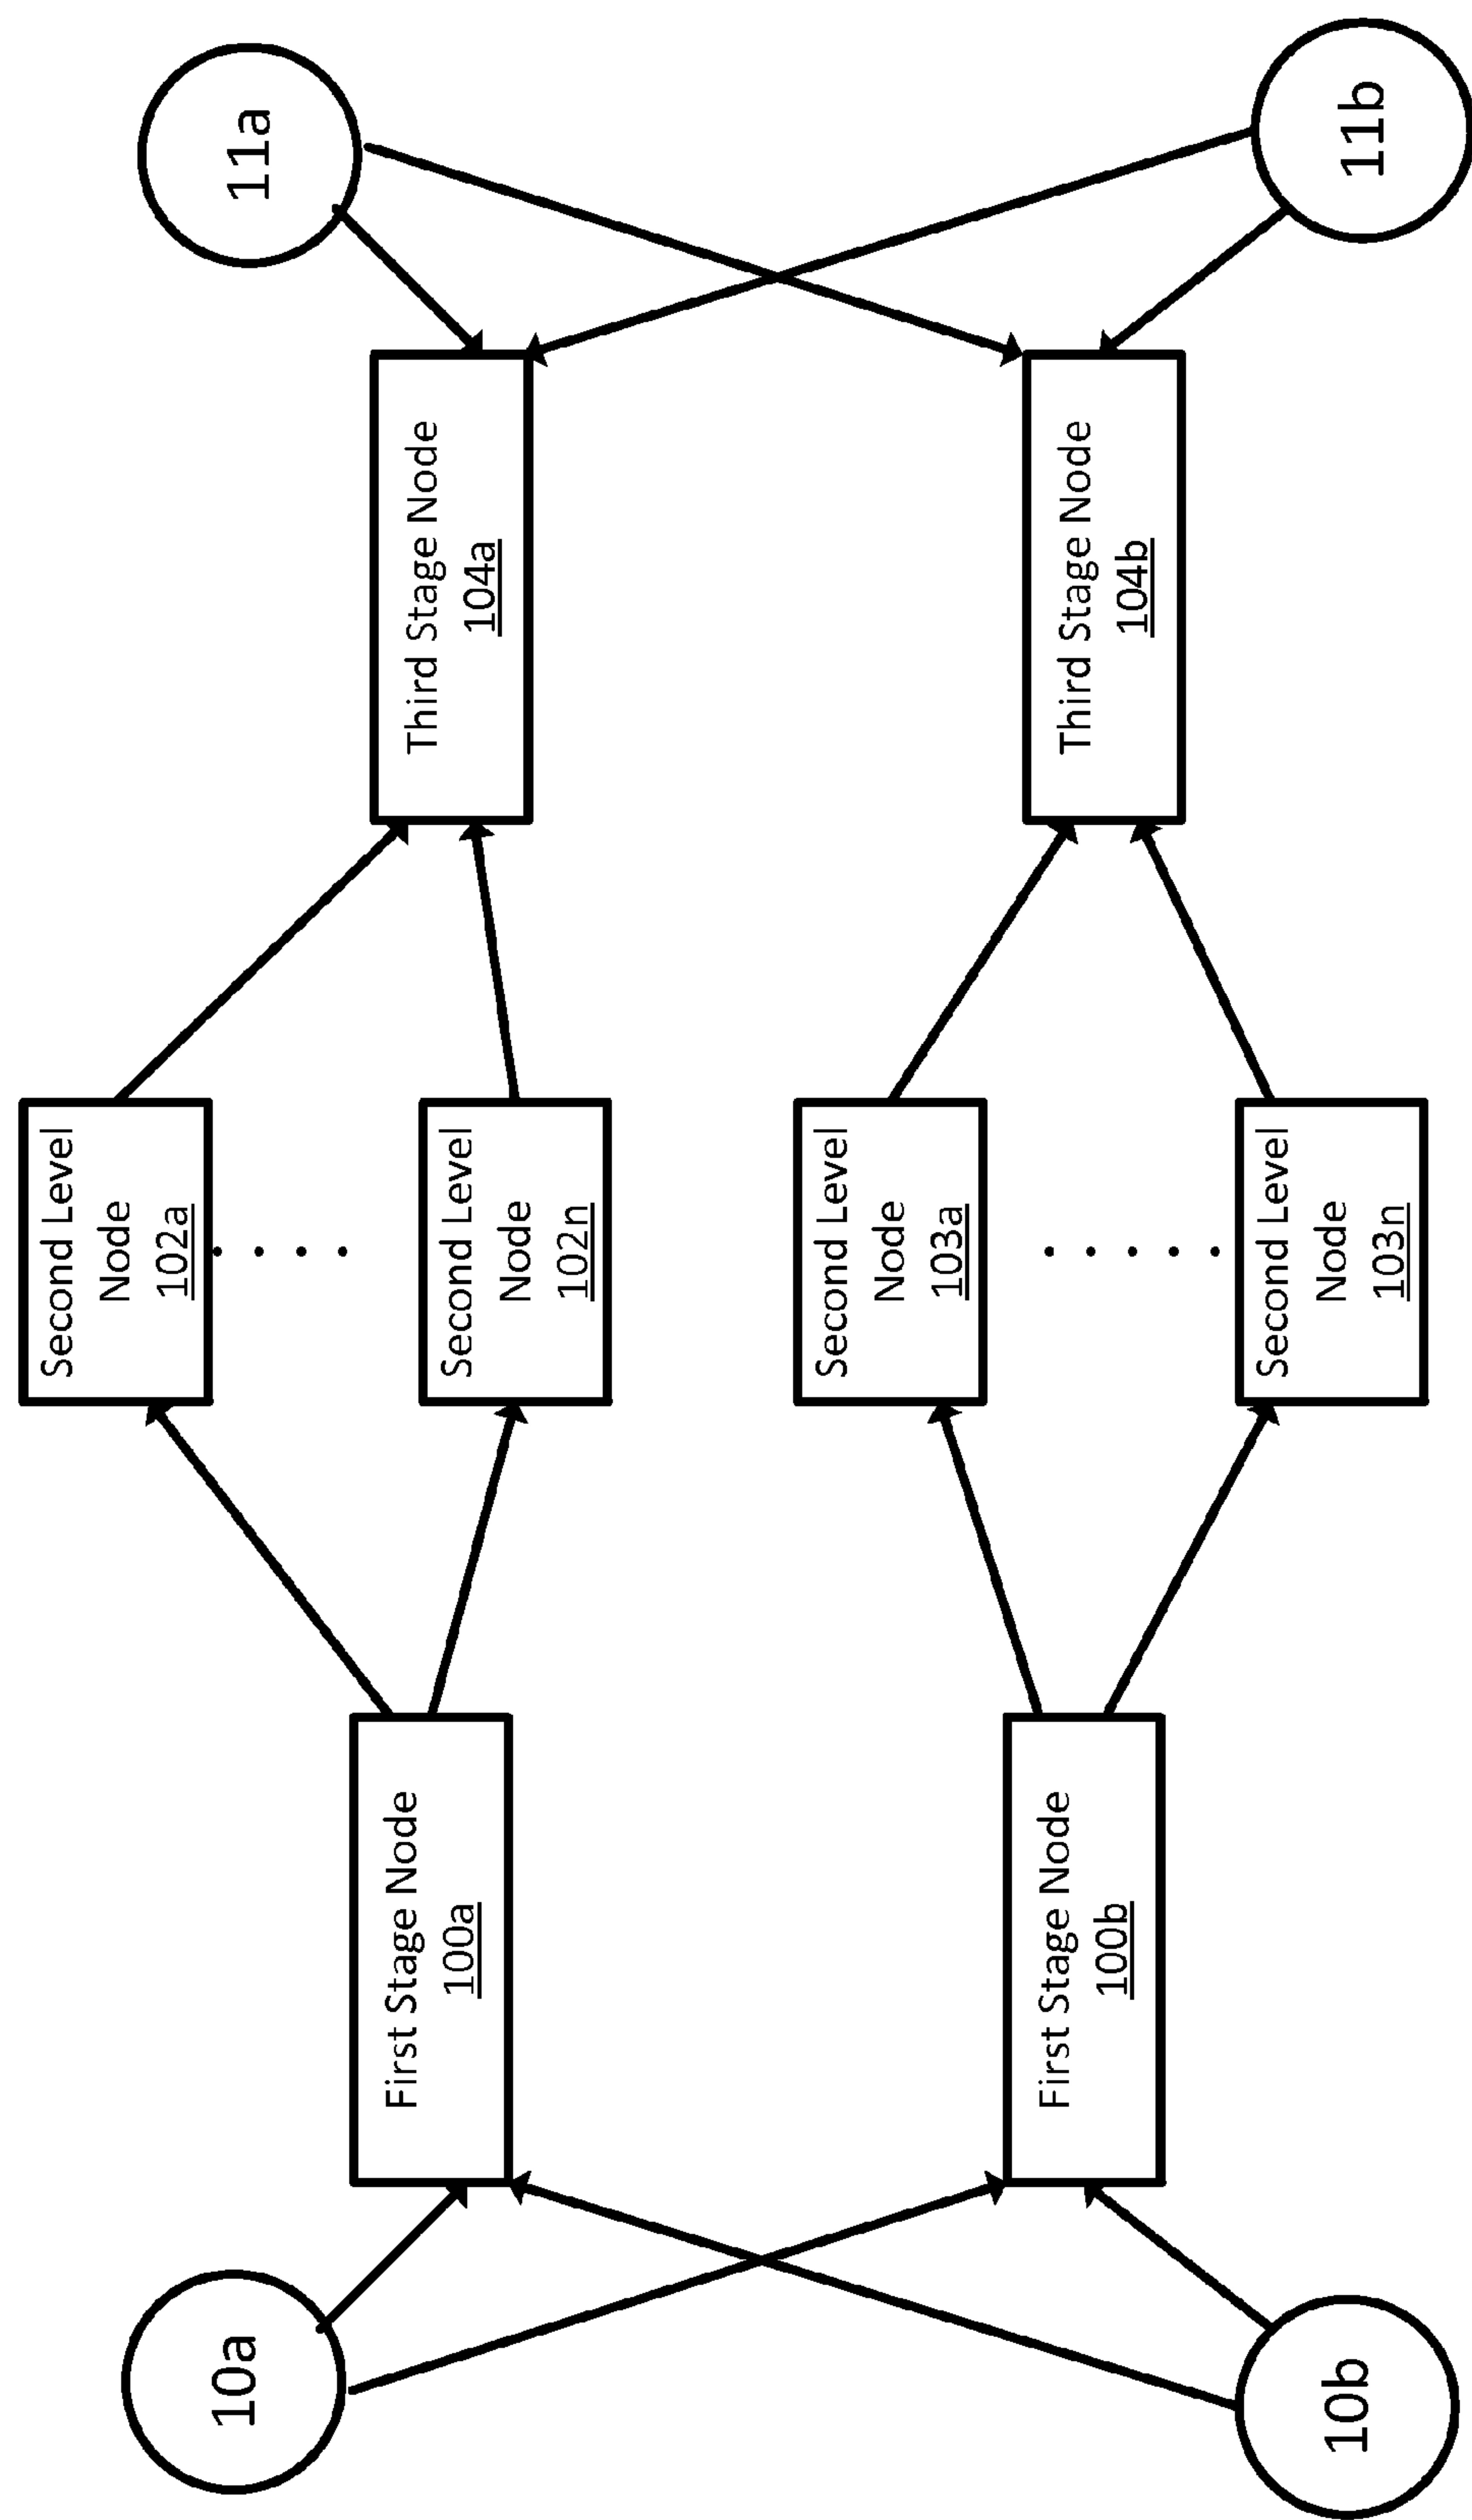 10a
10b
First Stage Node
100a
First Stage Node
100b
Second Level
Node
102a
Second Level
Node
102n
Second Level
Node
103a
Second Level
Node
103n
Third Stage Node
104a
Third Stage Node
104b
11a
11b